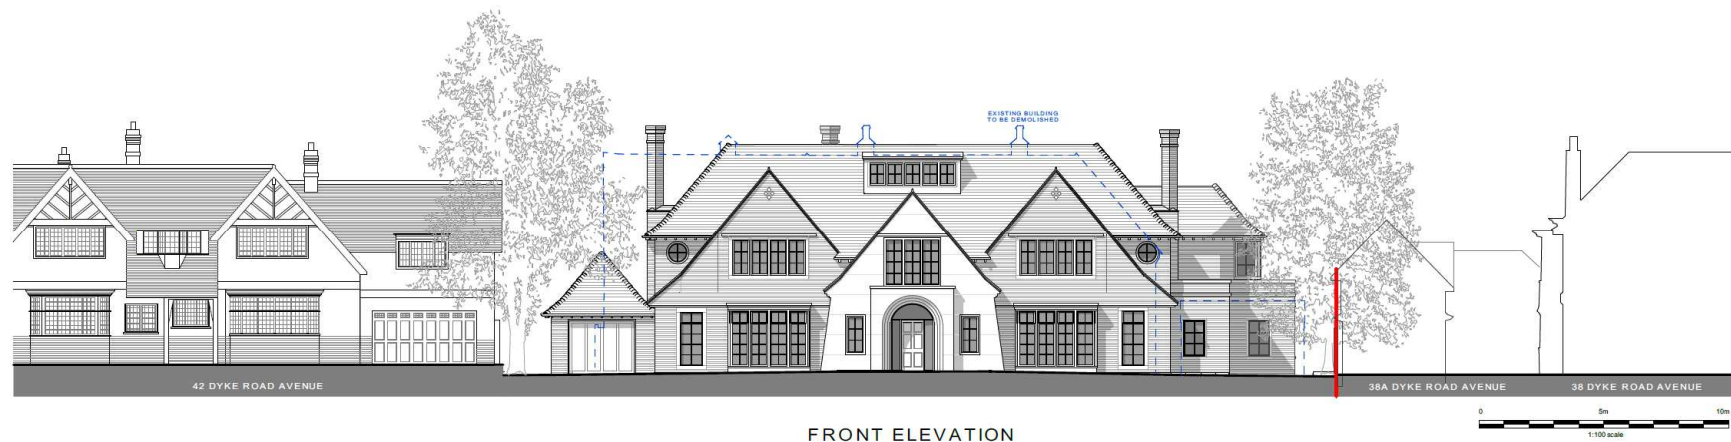 EXISTING BUILDING
TO BE DEMOLISHED
42 DYKE ROAD AVENUE
38A DYKE ROAD AVENUE
38 DYKE ROAD AVENUE
0 5m 10m
1:100 scale
FRONT ELEVATION